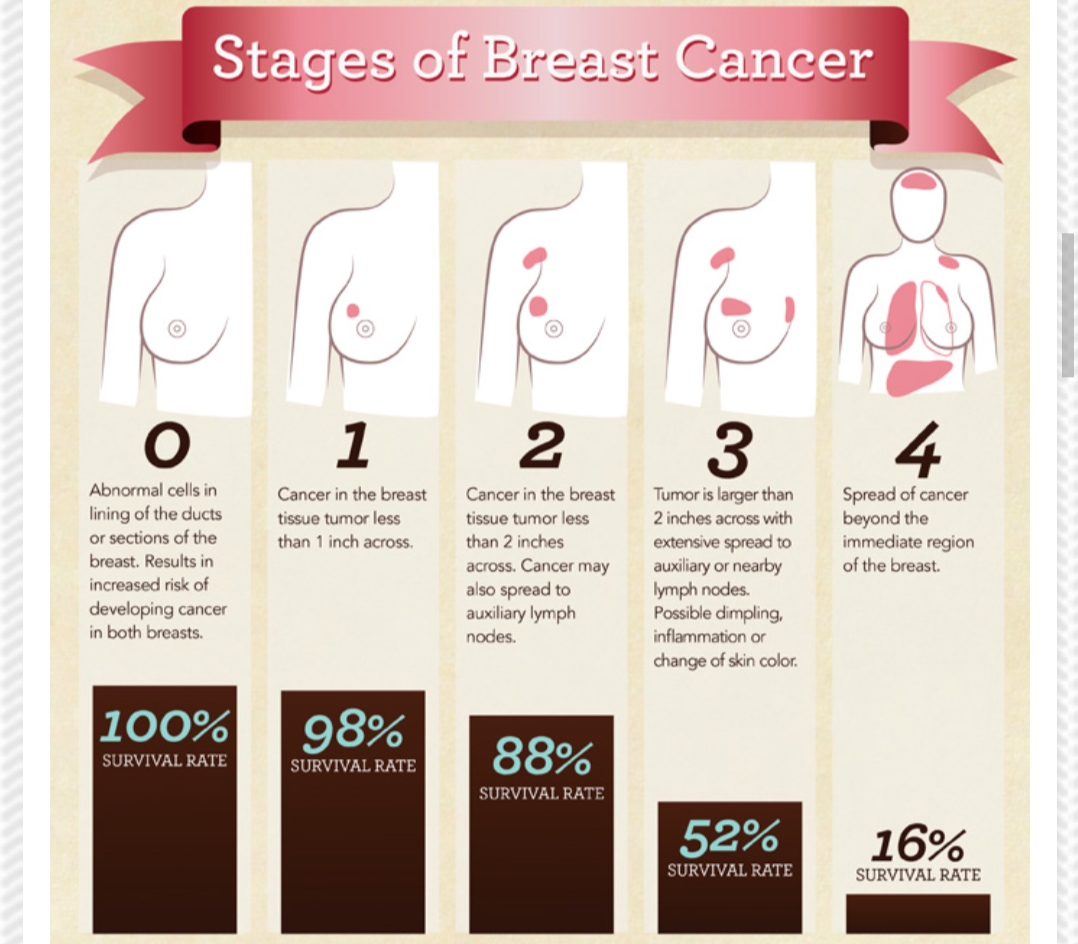 Stages of Breast Cancer
0
Abnormal cells in
lining of the ducts
or sections of the
breast. Results in
increased risk of
developing cancer
in both breasts.
100%
SURVIVAL RATE
1
Cancer in the breast
tissue tumor less
than 1 inch across.
98%
SURVIVAL RATE
2
Cancer in the breast
tissue tumor less
than 2 inches
across. Cancer may
also spread to
auxiliary lymph
nodes.
88%
SURVIVAL RATE
3
Tumor is larger than
2 inches across with
extensive spread to
auxiliary or nearby
lymph nodes.
Possible dimpling,
inflammation or
change of skin color.
52%
SURVIVAL RATE
4
Spread of cancer
beyond the
immediate region
of the breast.
16%
SURVIVAL RATE